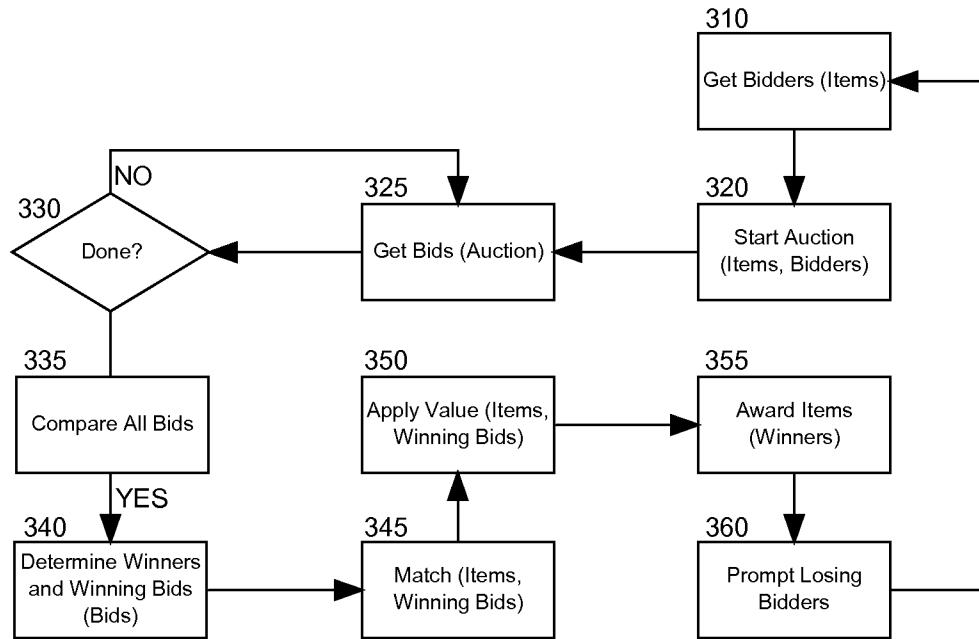 310
Get Bidders (Items)
NO
330
Done?
325
Get Bids (Auction)
320
Start Auction
(Items, Bidders)
335
Compare All Bids
YES
350
Apply Value (Items,
Winning Bids)
355
Award Items
(Winners)
340
Determine Winners
and Winning Bids
(Bids)
345
Match (Items,
Winning Bids)
360
Prompt Losing
Bidders